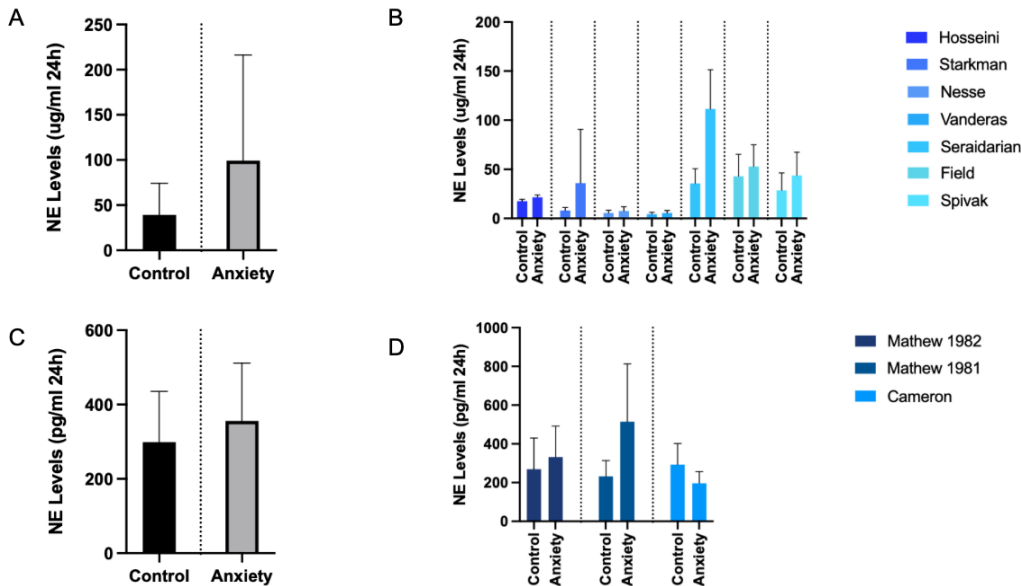 A
NE Levels (ug/ml 24h)
250
200
150
100
50
0
Control
Anxiety
B
NE Levels (ug/ml 24h)
200
150
100
50
0
Control
Anxiety
Control
Anxiety
Control
Anxiety
Control
Anxiety
Control
Anxiety
Control
Anxiety
Control
Anxiety
Hosseini
Starkman
Nesse
Vanderas
Seraidarian
Field
Spivak
C
NE Levels (pg/ml 24h)
600
400
200
0
Control
Anxiety
D
NE Levels (pg/ml 24h)
1000
800
600
400
200
0
Control
Anxiety
Control
Anxiety
Control
Anxiety
Mathew 1982
Mathew 1981
Cameron